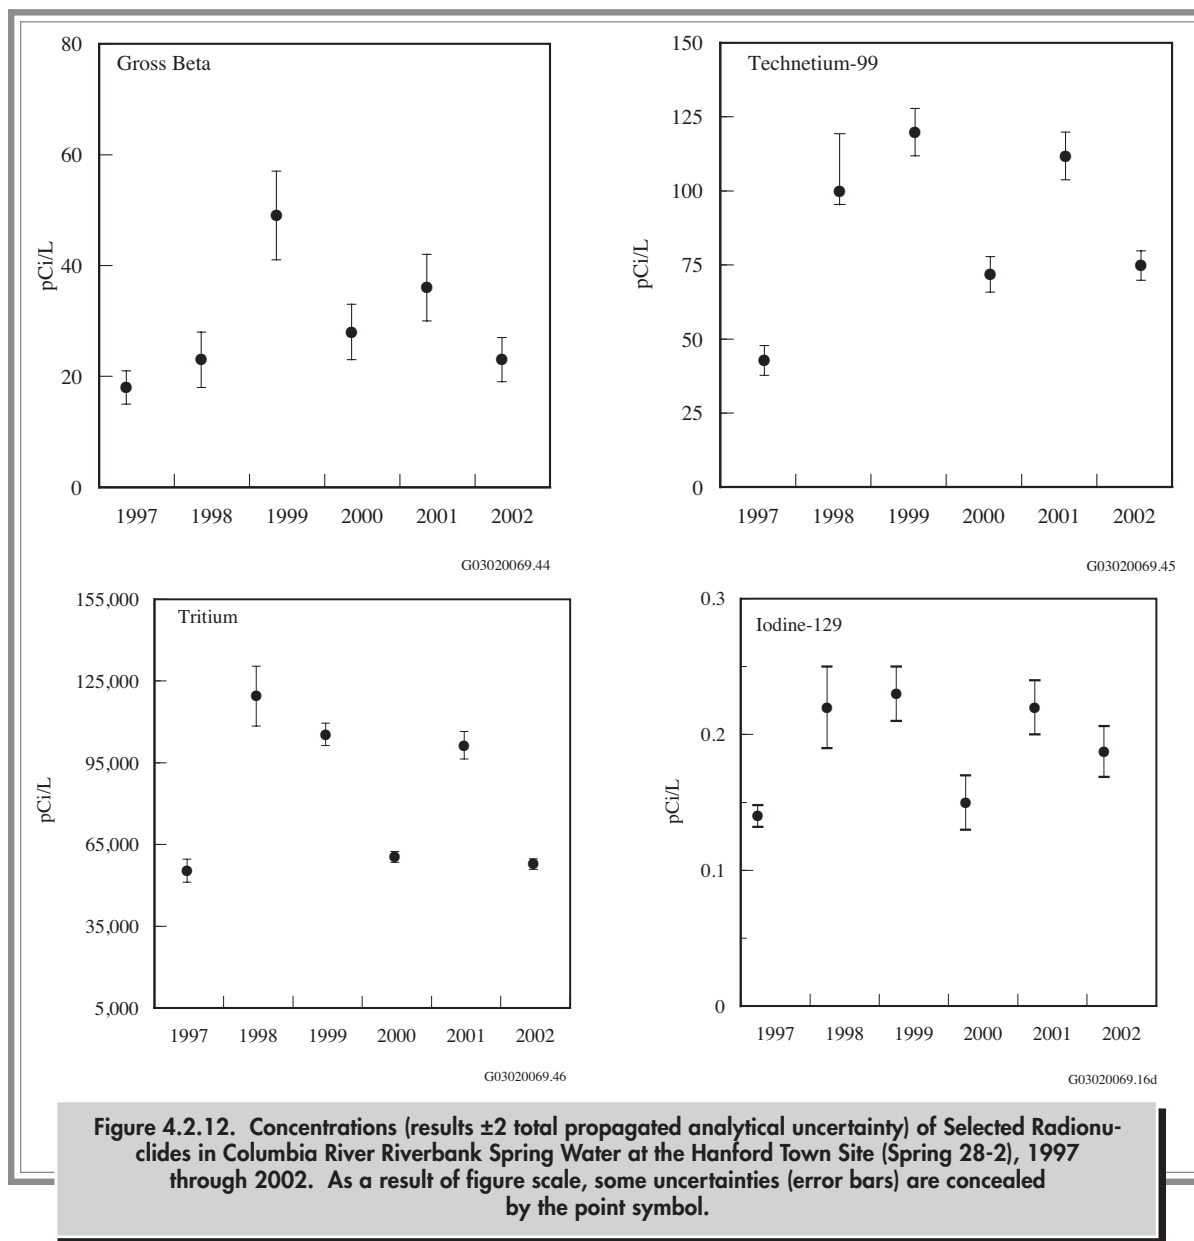 Gross Beta
80
60
40
20
0
pCi/L
1997 1998 1999 2000 2001 2002
G03020069.44
Technetium-99
150
125
100
75
50
25
0
pCi/L
1997 1998 1999 2000 2001 2002
G03020069.45
Tritium
155,000
125,000
95,000
65,000
35,000
5,000
pCi/L
1997 1998 1999 2000 2001 2002
G03020069.46
Iodine-129
0.3
0.2
0.1
0
pCi/L
1997 1998 1999 2000 2001 2002
G03020069.16d
Figure 4.2.12. Concentrations (results ±2 total propagated analytical uncertainty) of Selected Radionu-
clides in Columbia River Riverbank Spring Water at the Hanford Town Site (Spring 28-2), 1997
through 2002. As a result of figure scale, some uncertainties (error bars) are concealed
by the point symbol.